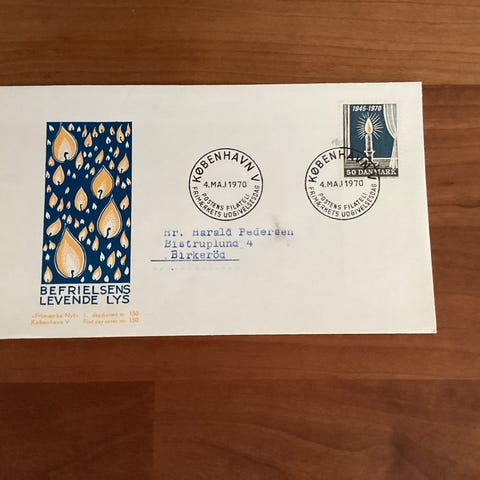 1945-1970
50 DANMARK
KØBENHAVN V
4. MAJ 1970
POSTENS FILATELI
FRIMÆRKETS UDGIVELSESDAG
KØBENHAVN V
4. MAJ 1970
POSTENS FILATELI
FRIMÆRKETS UDGIVELSESDAG
Hr. Harald Pedersen
Bistruplund 4
Birkeröd
BEFRIELSENS
LEVENDE LYS
»Frimærke Nyt« 1. dagskuvert nr. 150
København V. First day cover nr. 150